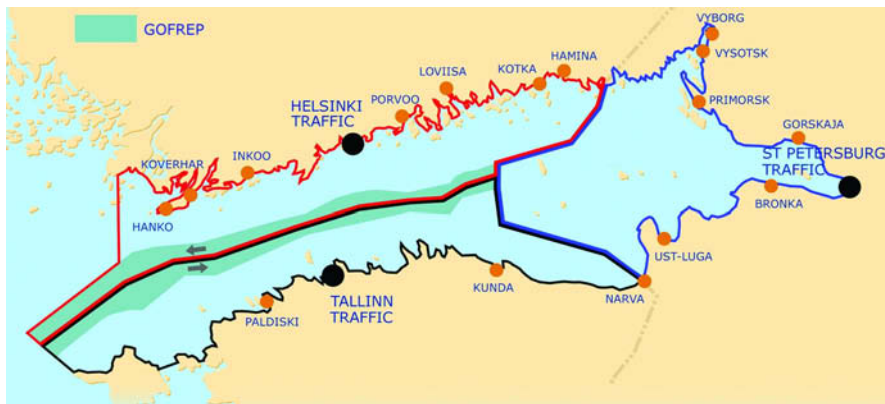 GOFREP
VYBORG
VYSOTSK
HAMINA
KOTKA
LOVIISA
PRIMORSK
PORVOO
HELSINKI
TRAFFIC
GORSKAJA
ST PETERSBURG
TRAFFIC
KOVERHAR
INKOO
BRONKA
HANKO
UST-LUGA
KUNDA
NARVA
TALLINN
TRAFFIC
PALDISKI